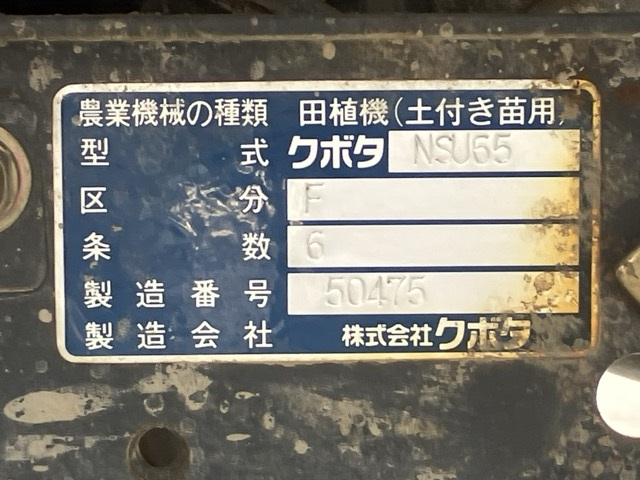 農業機械の種類 田植機(土付き苗用)
型式 クボタ NSU65
区分 F
条数 6
製造番号 50475
製造会社 株式会社クボタ